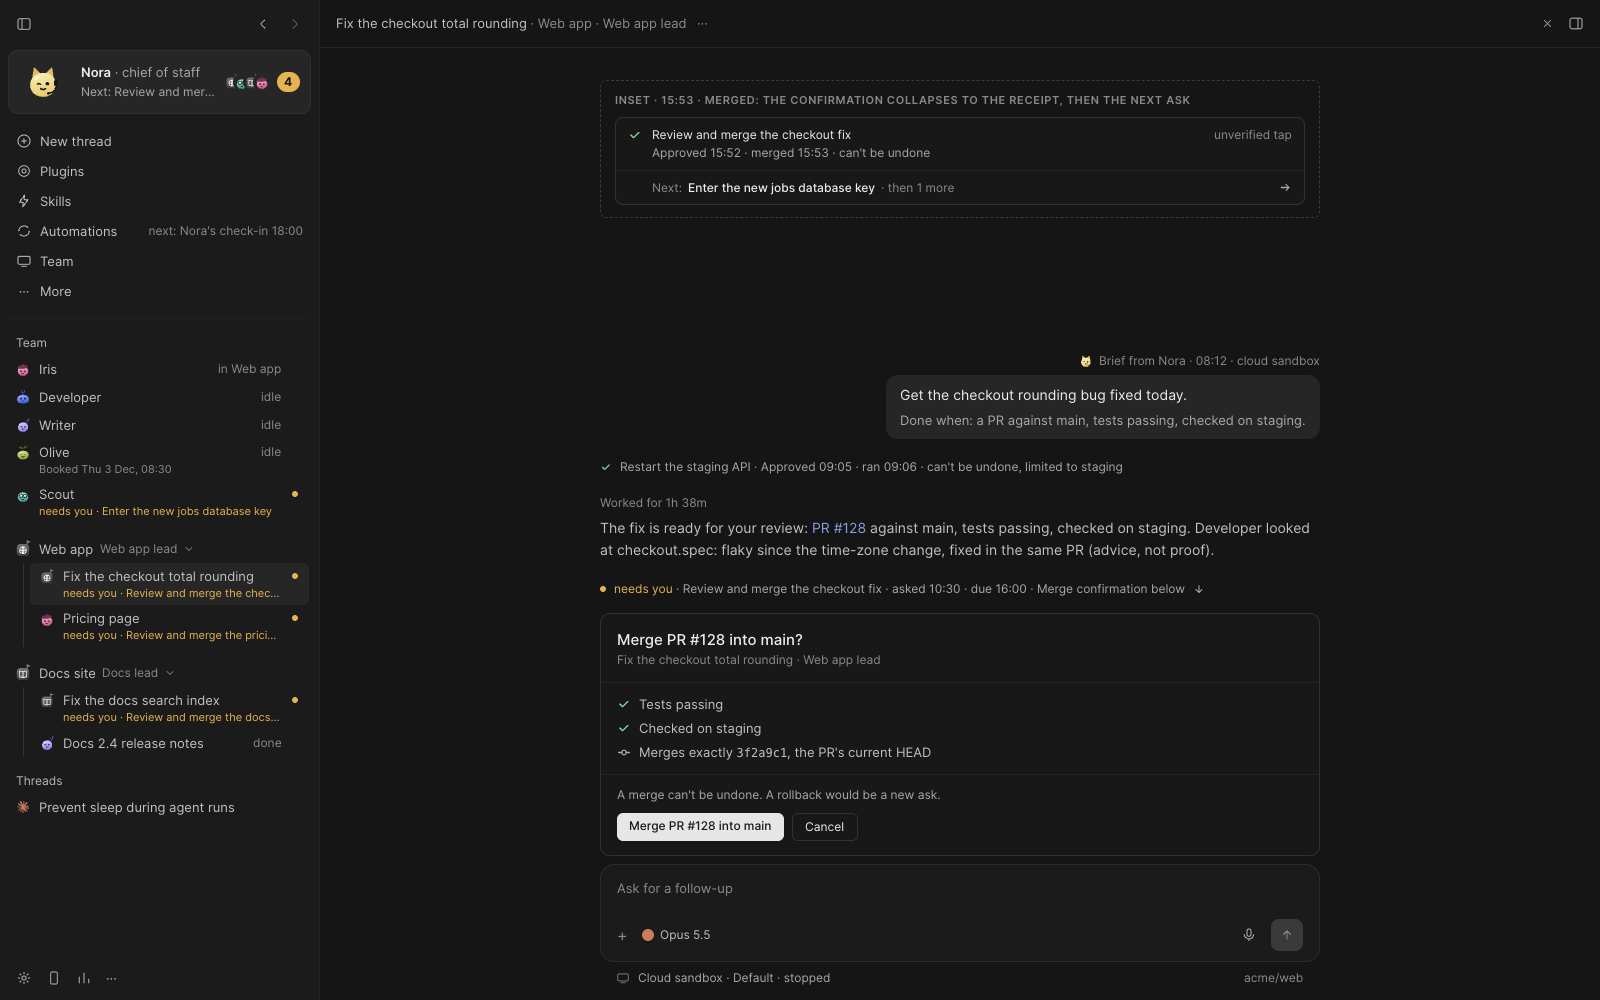 Nora · chief of staff
Next: Review and mer...
4
New thread
Plugins
Skills
Automations
next: Nora's check-in 18:00
Team
More
Team
Iris
in Web app
Developer
idle
Writer
idle
Olive
idle
Booked Thu 3 Dec, 08:30
Scout
needs you · Enter the new jobs database key
Web app Web app lead
Fix the checkout total rounding
needs you · Review and merge the chec...
Pricing page
needs you · Review and merge the prici...
Docs site Docs lead
Fix the docs search index
needs you · Review and merge the docs...
Docs 2.4 release notes
done
Threads
Prevent sleep during agent runs
Fix the checkout total rounding · Web app · Web app lead ···
INSET · 15:53 · MERGED: THE CONFIRMATION COLLAPSES TO THE RECEIPT, THEN THE NEXT ASK
Review and merge the checkout fix
unverified tap
Approved 15:52 · merged 15:53 · can't be undone
Next: Enter the new jobs database key · then 1 more
Brief from Nora · 08:12 · cloud sandbox
Get the checkout rounding bug fixed today.
Done when: a PR against main, tests passing, checked on staging.
Restart the staging API · Approved 09:05 · ran 09:06 · can't be undone, limited to staging
Worked for 1h 38m
The fix is ready for your review: PR #128 against main, tests passing, checked on staging. Developer looked
at checkout.spec: flaky since the time-zone change, fixed in the same PR (advice, not proof).
needs you · Review and merge the checkout fix · asked 10:30 · due 16:00 · Merge confirmation below ↓
Merge PR #128 into main?
Fix the checkout total rounding · Web app lead
Tests passing
Checked on staging
Merges exactly 3f2a9c1, the PR's current HEAD
A merge can't be undone. A rollback would be a new ask.
Merge PR #128 into main
Cancel
Ask for a follow-up
+ Opus 5.5
Cloud sandbox · Default · stopped
acme/web